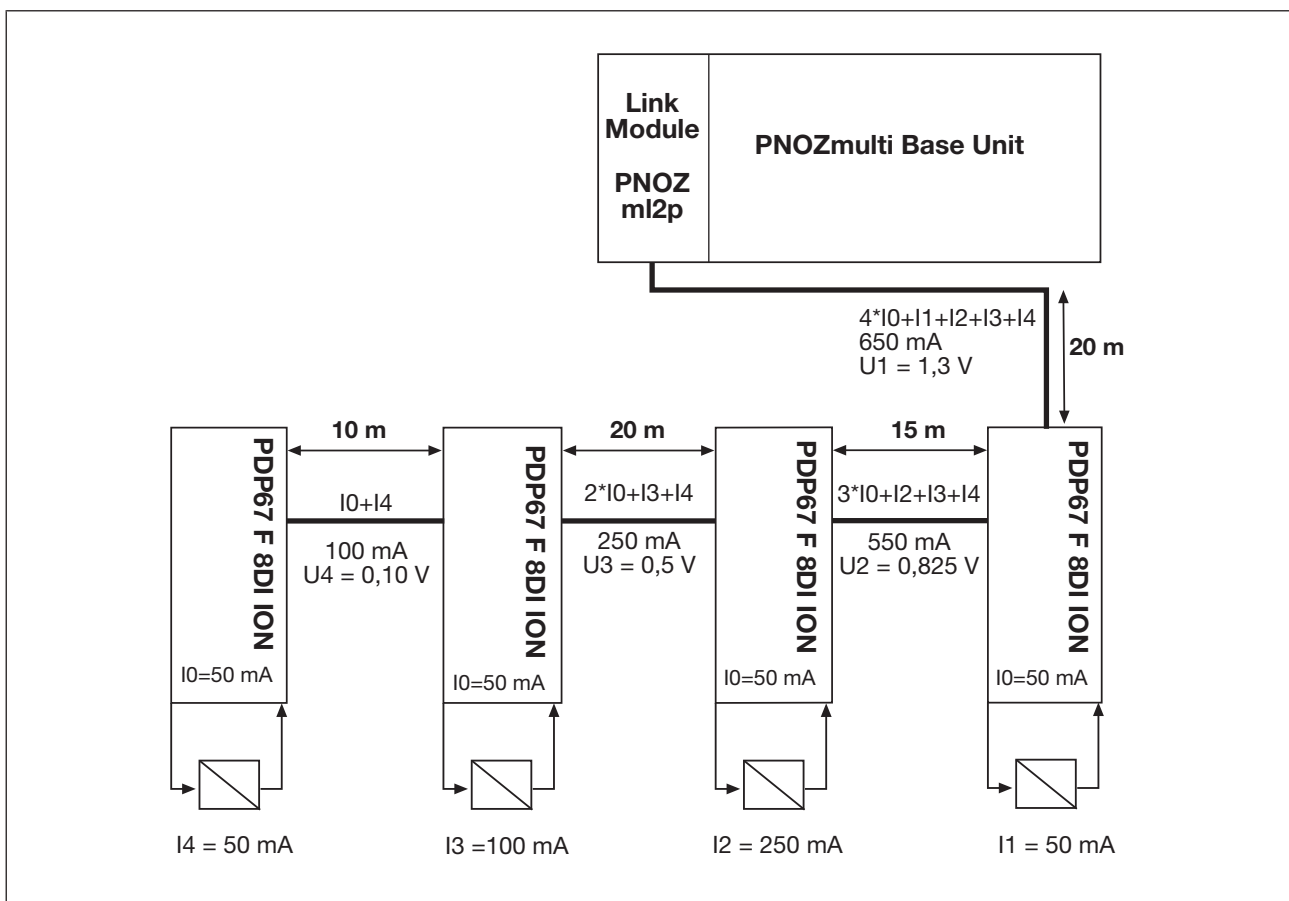 Link
Module
PNOZ
ml2p
PNOZmulti Base Unit
4*I0+I1+I2+I3+I4
650 mA
U1 = 1,3 V
20 m
10 m
20 m
15 m
I0+I4
100 mA
U4 = 0,10 V
2*I0+I3+I4
250 mA
U3 = 0,5 V
3*I0+I2+I3+I4
550 mA
U2 = 0,825 V
PDP67 F 8DI ION
PDP67 F 8DI ION
PDP67 F 8DI ION
PDP67 F 8DI ION
I0=50 mA
I0=50 mA
I0=50 mA
I0=50 mA
I4 = 50 mA
I3 =100 mA
I2 = 250 mA
I1 = 50 mA